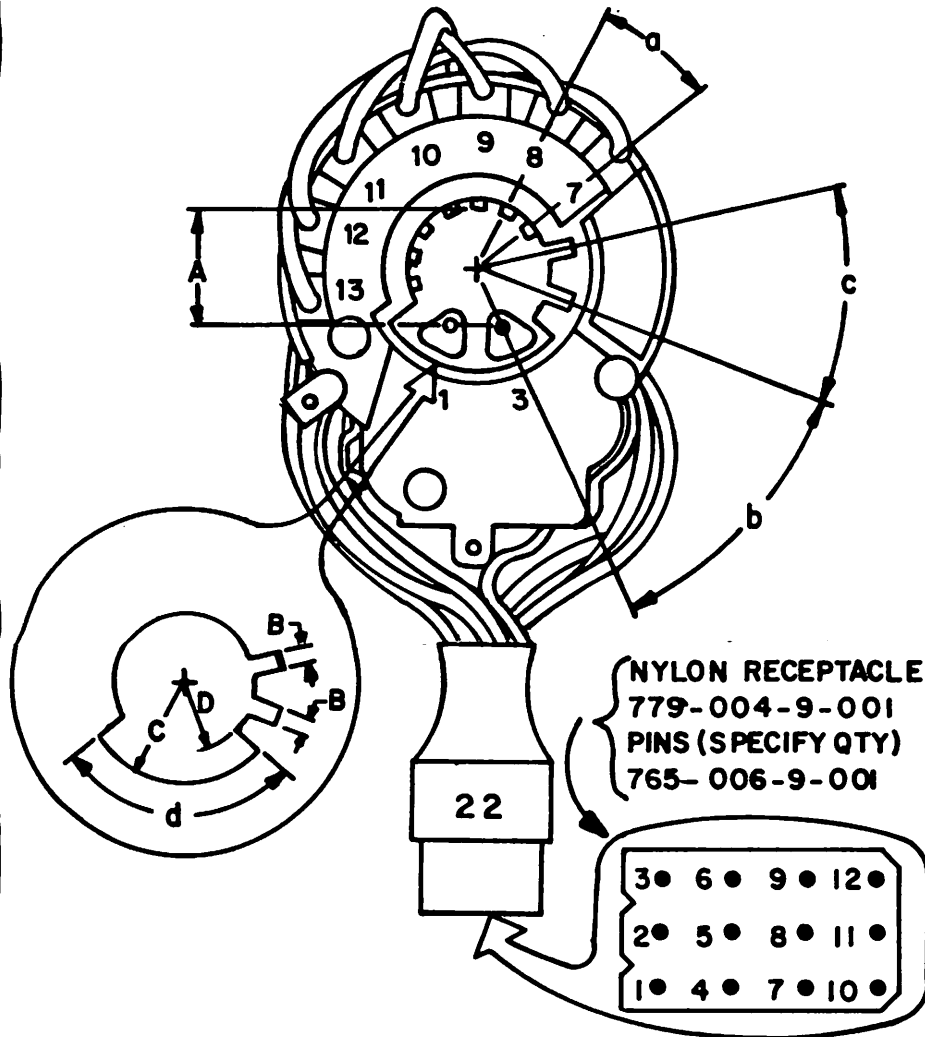 a
9
10
8
11
7
12
A
13
c
1
3
b
B
B
D
C
d
NYLON RECEPTACLE
779-004-9-001
PINS (SPECIFY QTY)
765-006-9-001
22
3 6 9 12
2 5 8 11
1 4 7 10